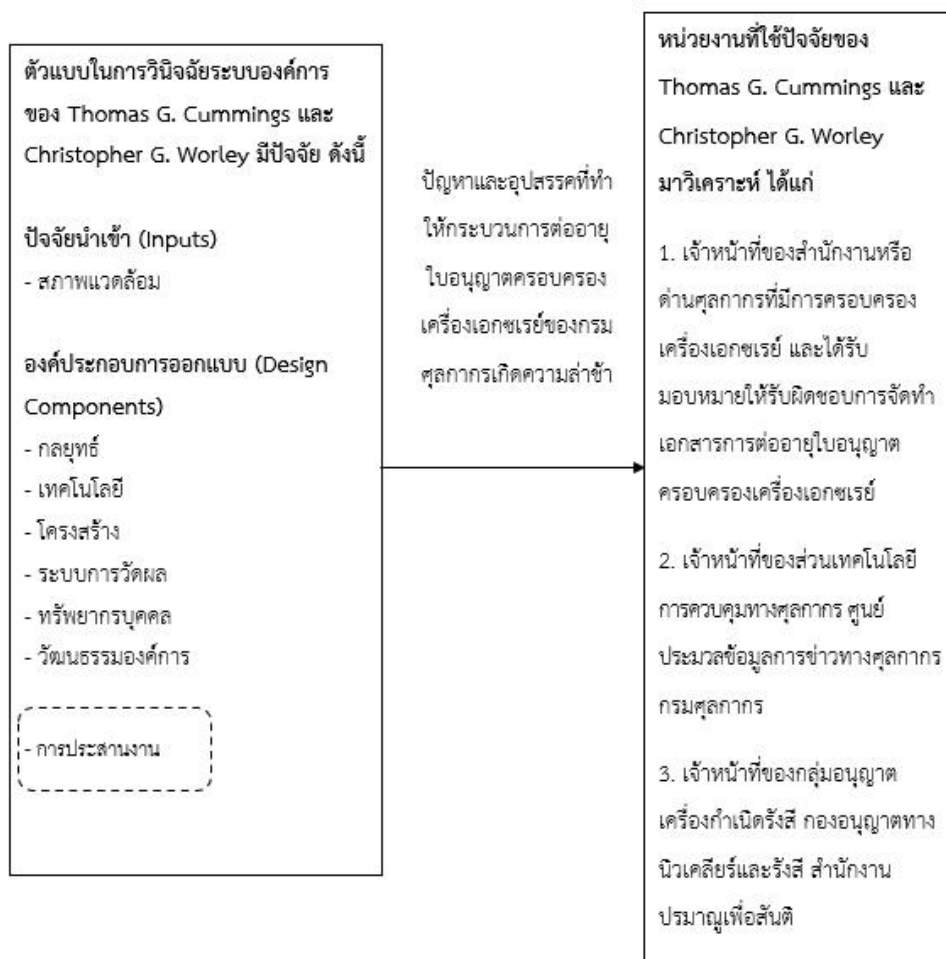 ตัวแบบในการวินิจฉัยระบบองค์การ
ของ Thomas G. Cummings และ
Christopher G. Worley มีปัจจัย ดังนี้
ปัจจัยนำเข้า (Inputs)
- สภาพแวดล้อม
องค์ประกอบการออกแบบ (Design
Components)
- กลยุทธ์
- เทคโนโลยี
- โครงสร้าง
- ระบบการวัดผล
- ทรัพยากรบุคคล
- วัฒนธรรมองค์การ
- การประสานงาน
ปัญหาและอุปสรรคที่ทำ
ให้กระบวนการต่ออายุ
ใบอนุญาตครอบครอง
เครื่องเอกซเรย์ของกรม
ศุลกากรเกิดความล่าช้า
หน่วยงานที่ใช้ปัจจัยของ
Thomas G. Cummings และ
Christopher G. Worley
มาวิเคราะห์ ได้แก่
1. เจ้าหน้าที่ของสำนักงานหรือ
ด่านศุลกากรที่มีการครอบครอง
เครื่องเอกซเรย์ และได้รับ
มอบหมายให้รับผิดชอบการจัดทำ
เอกสารการต่ออายุใบอนุญาต
ครอบครองเครื่องเอกซเรย์
2. เจ้าหน้าที่ของส่วนเทคโนโลยี
การควบคุมทางศุลกากร ศูนย์
ประมวลข้อมูลการข่าวทางศุลกากร
กรมศุลกากร
3. เจ้าหน้าที่ของกลุ่มอนุญาต
เครื่องกำเนิดรังสี กองอนุญาตทาง
นิวเคลียร์และรังสี สำนักงาน
ปรมาณูเพื่อสันติ